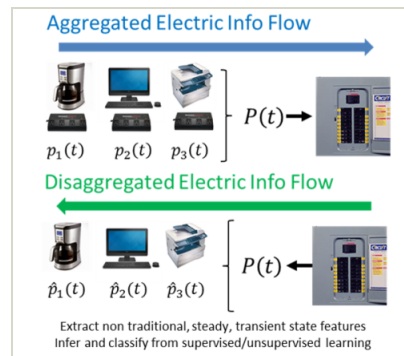 Aggregated Electric Info Flow
p₁(t) p₂(t) p₃(t) P(t)
Disaggregated Electric Info Flow
p̂₁(t) p̂₂(t) p̂₃(t) P(t)
Extract non traditional, steady, transient state features
Infer and classify from supervised/unsupervised learning